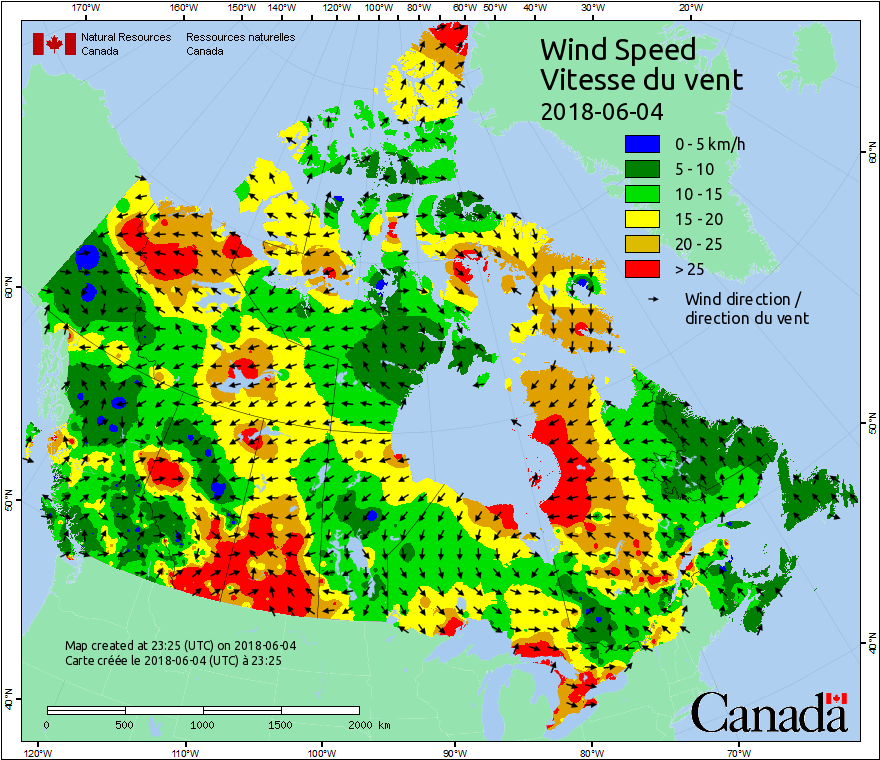 170°W 160°W 150°W 140°W 120°W 100°W 80°W 60°W 50°W 40°W 30°W 20°W
Natural Resources Ressources naturelles
Canada Canada
Wind Speed
Vitesse du vent
2018-06-04
0 - 5 km/h
5 - 10
10 - 15
15 - 20
20 - 25
> 25
Wind direction /
direction du vent
60°N
60°N
50°N
50°N
40°N
40°N
Map created at 23:25 (UTC) on 2018-06-04
Carte créée le 2018-06-04 (UTC) à 23:25
0 500 1000 1500 2000 km
Canada
120°W 110°W 100°W 90°W 80°W 70°W